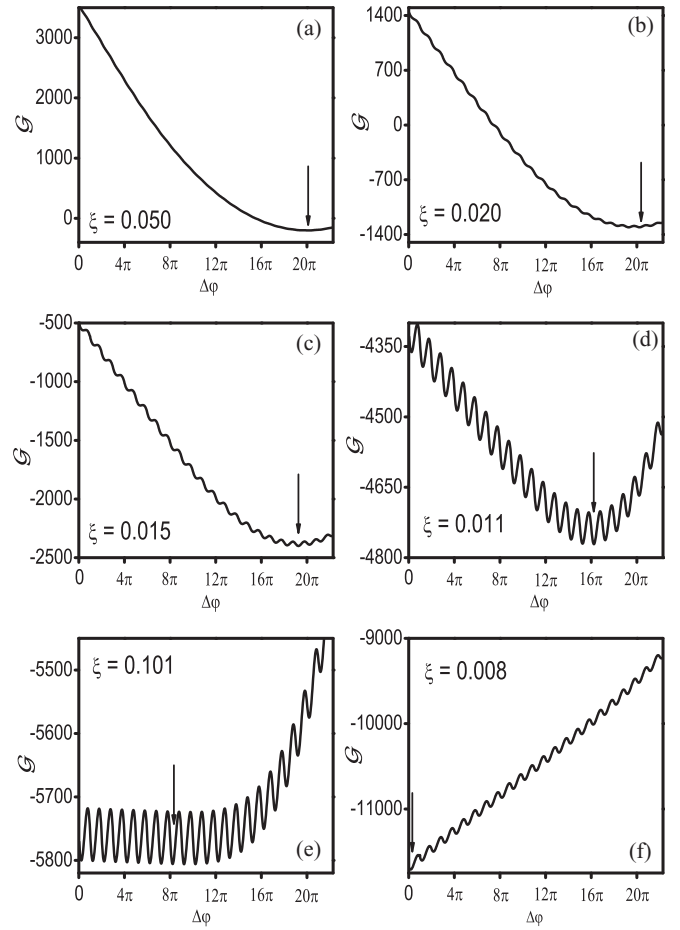 (a)
3500
3000
2000
1000
0
𝒢
ξ = 0.050
0 4π 8π 12π 16π 20π
Δφ
(b)
1400
700
0
-700
-1400
𝒢
ξ = 0.020
0 4π 8π 12π 16π 20π
Δφ
(c)
-500
-1000
-1500
-2000
-2500
𝒢
ξ = 0.015
0 4π 8π 12π 16π 20π
Δφ
(d)
-4350
-4500
-4650
-4800
𝒢
ξ = 0.011
0 4π 8π 12π 16π 20π
Δφ
ξ = 0.101
-5500
-5600
-5700
-5800
𝒢
(e)
0 4π 8π 12π 16π 20π
Δφ
-9000
ξ = 0.008
-10000
-11000
𝒢
(f)
0 4π 8π 12π 16π 20π
Δφ